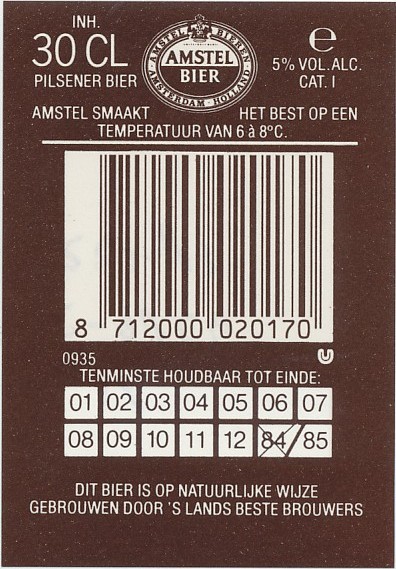 INH.
30 CL
PILSENER BIER
AMSTEL BIEREN
AMSTEL
BIER
AMSTERDAM - HOLLAND
℮
5% VOL. ALC.
CAT. I
AMSTEL SMAAKT HET BEST OP EEN
TEMPERATUUR VAN 6 à 8ºC.
8 712000 020170
0935
TENMINSTE HOUDBAAR TOT EINDE:
01 02 03 04 05 06 07
08 09 10 11 12 84/85
DIT BIER IS OP NATUURLIJKE WIJZE
GEBROUWEN DOOR 'S LANDS BESTE BROUWERS